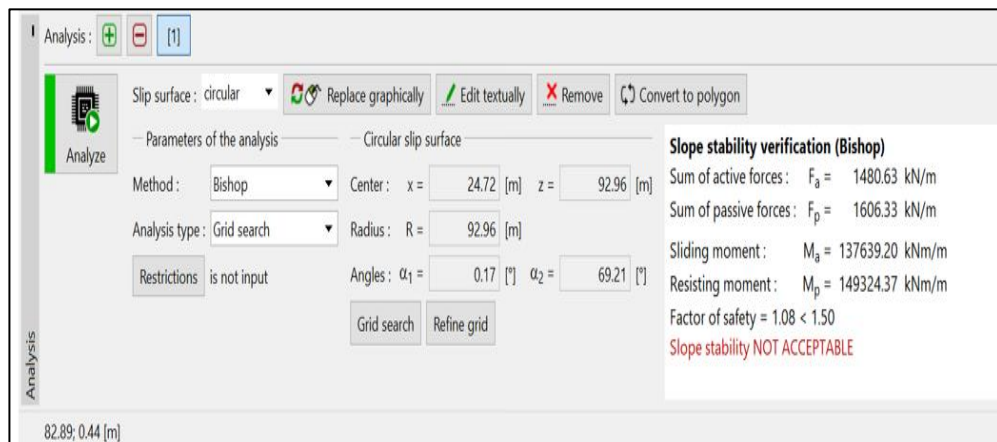 Analysis : [1]
Analyze
Slip surface : circular Replace graphically Edit textually Remove Convert to polygon
Parameters of the analysis
Method : Bishop
Analysis type : Grid search
Restrictions is not input
Circular slip surface
Center : x = 24.72 [m] z = 92.96 [m]
Radius : R = 92.96 [m]
Angles : α1 = 0.17 [°] α2 = 69.21 [°]
Grid search Refine grid
Slope stability verification (Bishop)
Sum of active forces : Fa = 1480.63 kN/m
Sum of passive forces : Fp = 1606.33 kN/m
Sliding moment : Ma = 137639.20 kNm/m
Resisting moment : Mp = 149324.37 kNm/m
Factor of safety = 1.08 < 1.50
Slope stability NOT ACCEPTABLE
Analysis
82.89; 0.44 [m]